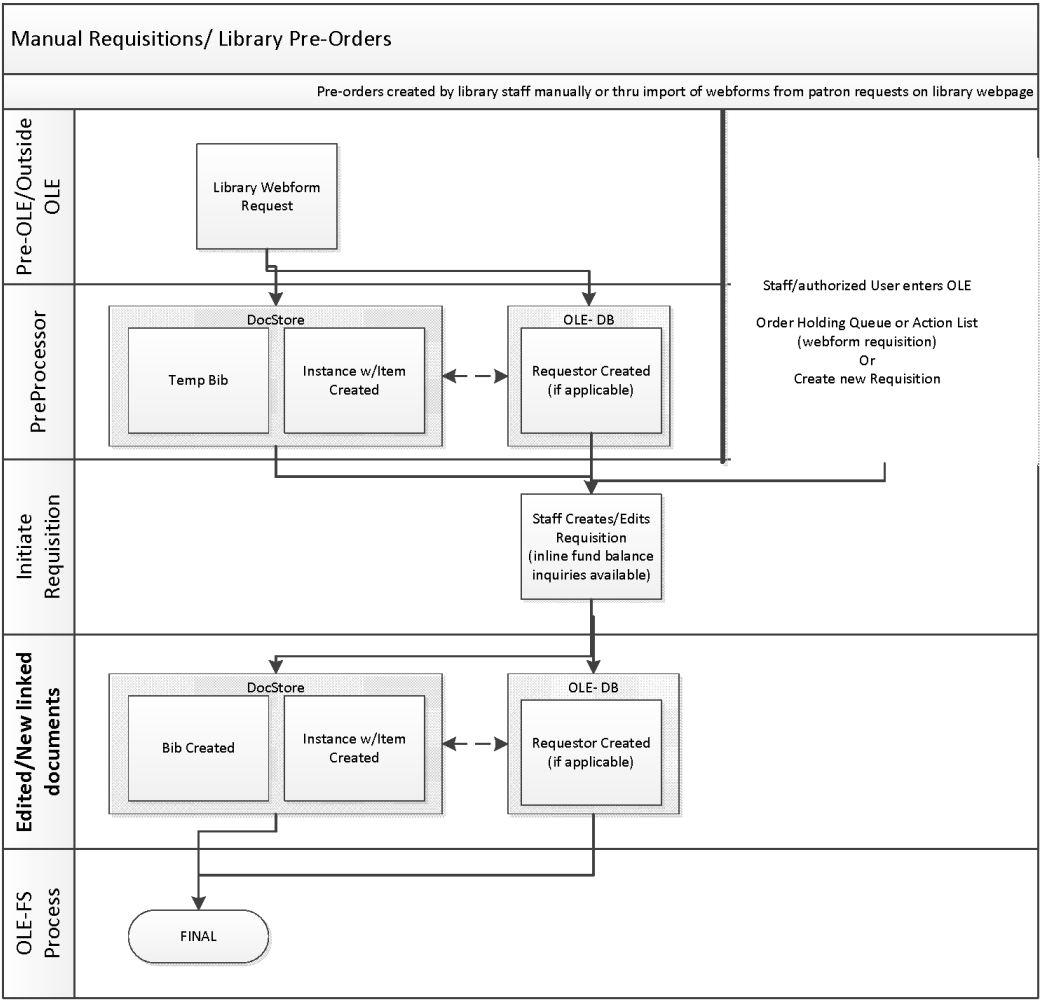 Manual Requisitions/ Library Pre-Orders
Pre-orders created by library staff manually or thru import of webforms from patron requests on library webpage
Pre-OLE/Outside
OLE
Library Webform
Request
Staff/authorized User enters OLE
Order Holding Queue or Action List
(webform requisition)
Or
Create new Requisition
PreProcessor
DocStore
Temp Bib
Instance w/Item
Created
OLE- DB
Requestor Created
(if applicable)
Initiate
Requisition
Staff Creates/Edits
Requisition
(inline fund balance
inquiries available)
Edited/New linked
documents
DocStore
Bib Created
Instance w/Item
Created
OLE- DB
Requestor Created
(if applicable)
OLE-FS
Process
FINAL